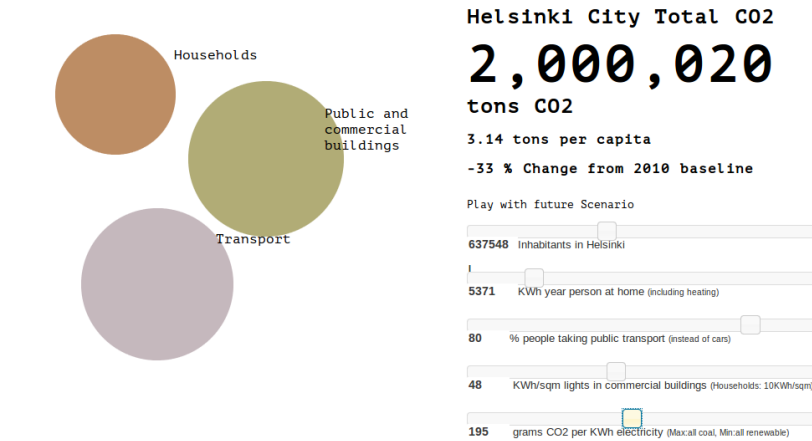 Households
Public and
commercial
buildings
Transport
Helsinki City Total CO2
2,000,020
tons CO2
3.14 tons per capita
-33 % Change from 2010 baseline
Play with future Scenario
637548 Inhabitants in Helsinki
5371 KWh year person at home (including heating)
80 % people taking public transport (instead of cars)
48 KWh/sqm lights in commercial buildings (Households: 10KWh/sqm
195 grams CO2 per KWh electricity (Max:all coal, Min:all renewable)